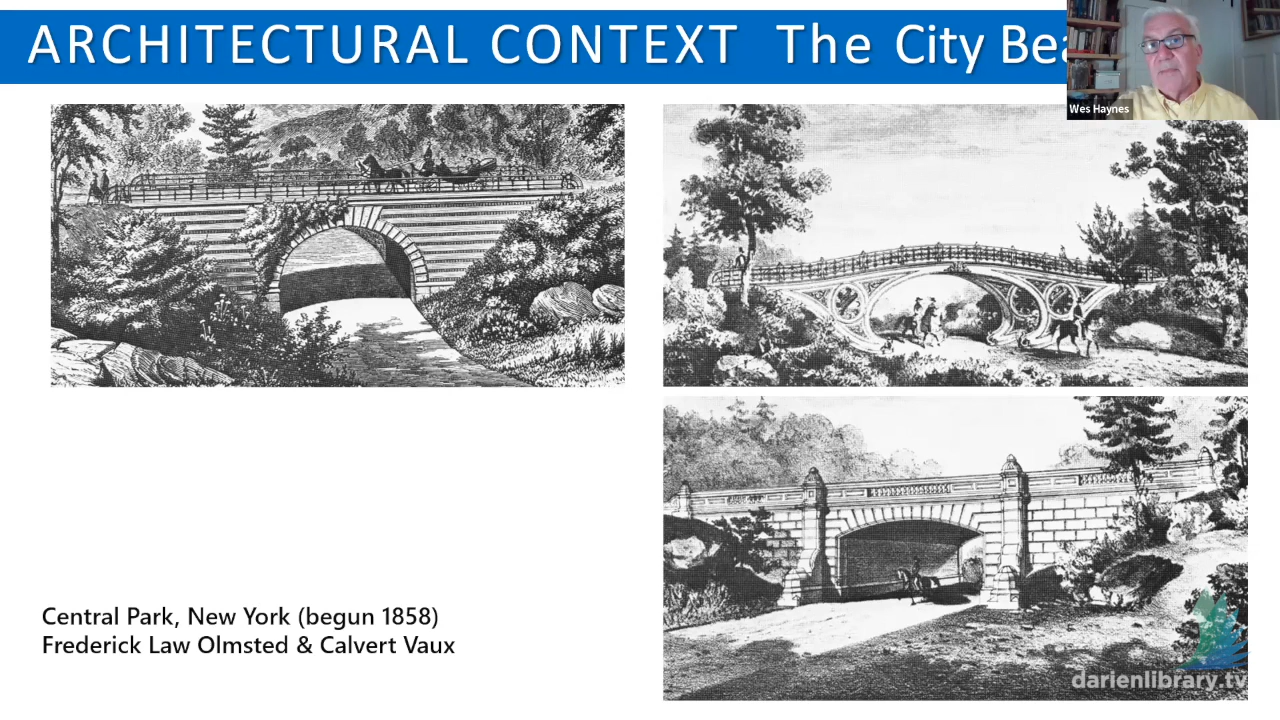 ARCHITECTURAL CONTEXT The City
Wes Haynes
Central Park, New York (begun 1858)
Frederick Law Olmsted & Calvert Vaux
darienlibrary.tv